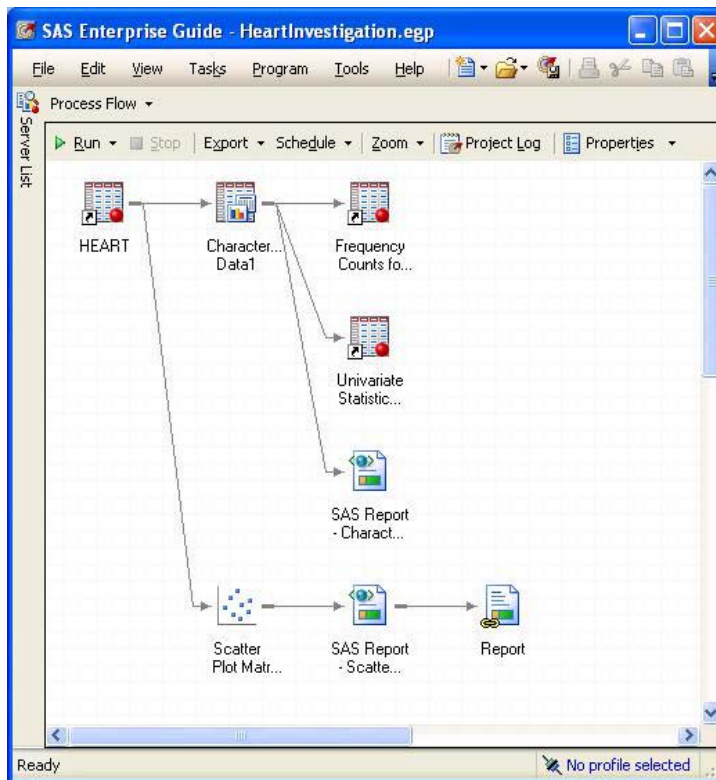 SAS Enterprise Guide - HeartInvestigation.egp
File Edit View Tasks Program Tools Help
Process Flow
Server List
Run Stop Export Schedule Zoom Project Log Properties
HEART
Character...
Data1
Frequency
Counts fo...
Univariate
Statistic...
SAS Report
- Charact...
Scatter
Plot Matr...
SAS Report
- Scatte...
Report
Ready
No profile selected